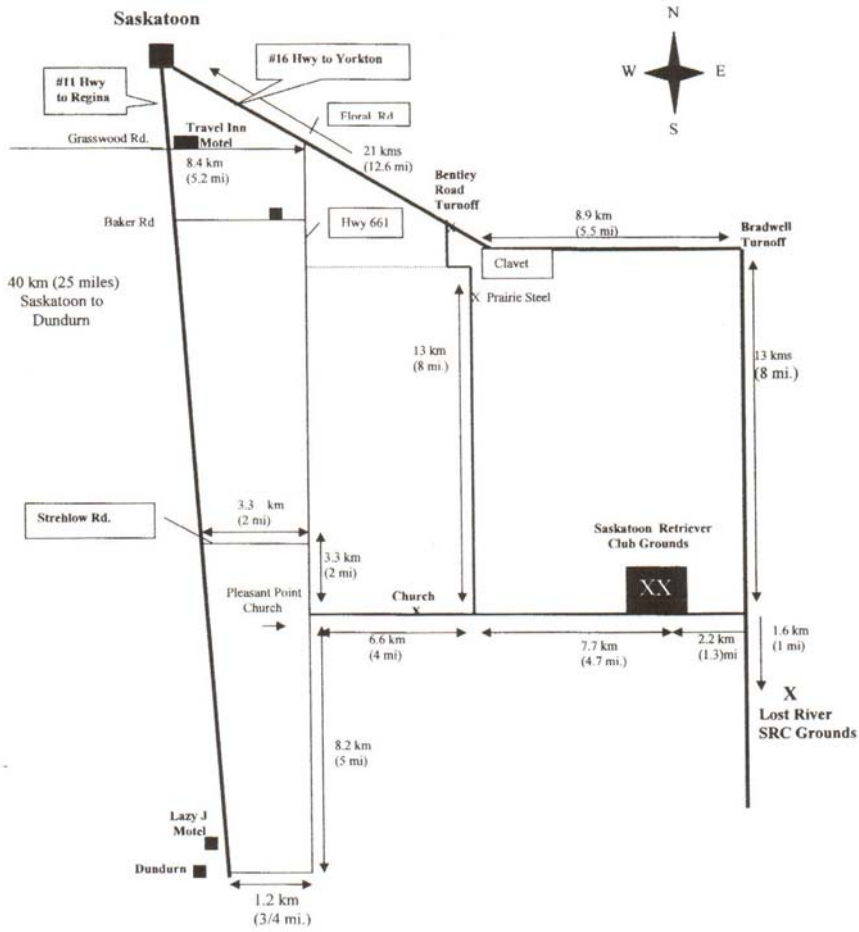 Saskatoon
N
#16 Hwy to Yorkton
W
E
#11 Hwy
to Regina
S
Floral Rd
Travel Inn
Motel
Grasswood Rd.
21 kms
(12.6 mi)
8.4 km
(5.2 mi)
Bentley
Road
Turnoff
8.9 km
(5.5 mi)
Bradwell
Turnoff
Baker Rd
Hwy 661
Clavet
40 km (25 miles)
Saskatoon to
Dundurn
X Prairie Steel
13 km
(8 mi.)
13 kms
(8 mi.)
3.3 km
(2 mi)
Strehlow Rd.
Saskatoon Retriever
Club Grounds
3.3 km
(2 mi)
XX
Pleasant Point
Church
Church
X
6.6 km
(4 mi)
7.7 km
(4.7 mi.)
2.2 km
(1.3)mi
1.6 km
(1 mi)
X
Lost River
SRC Grounds
8.2 km
(5 mi)
Lazy J
Motel
Dundurn
1.2 km
(3/4 mi.)